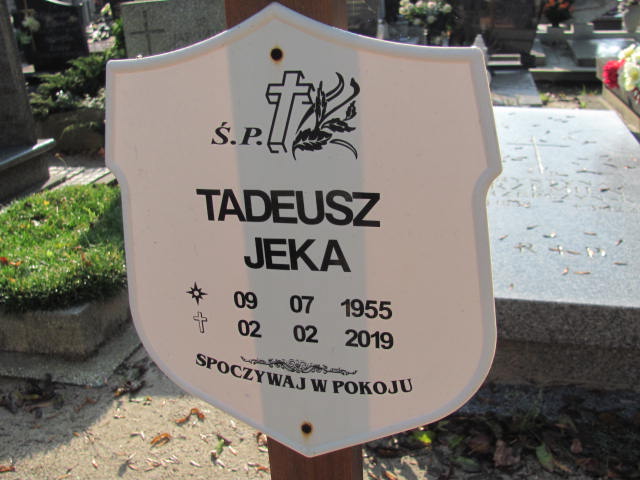 Ś.P.
TADEUSZ
JEKA
09 07 1955
02 02 2019
SPOCZYWAJ W POKOJU